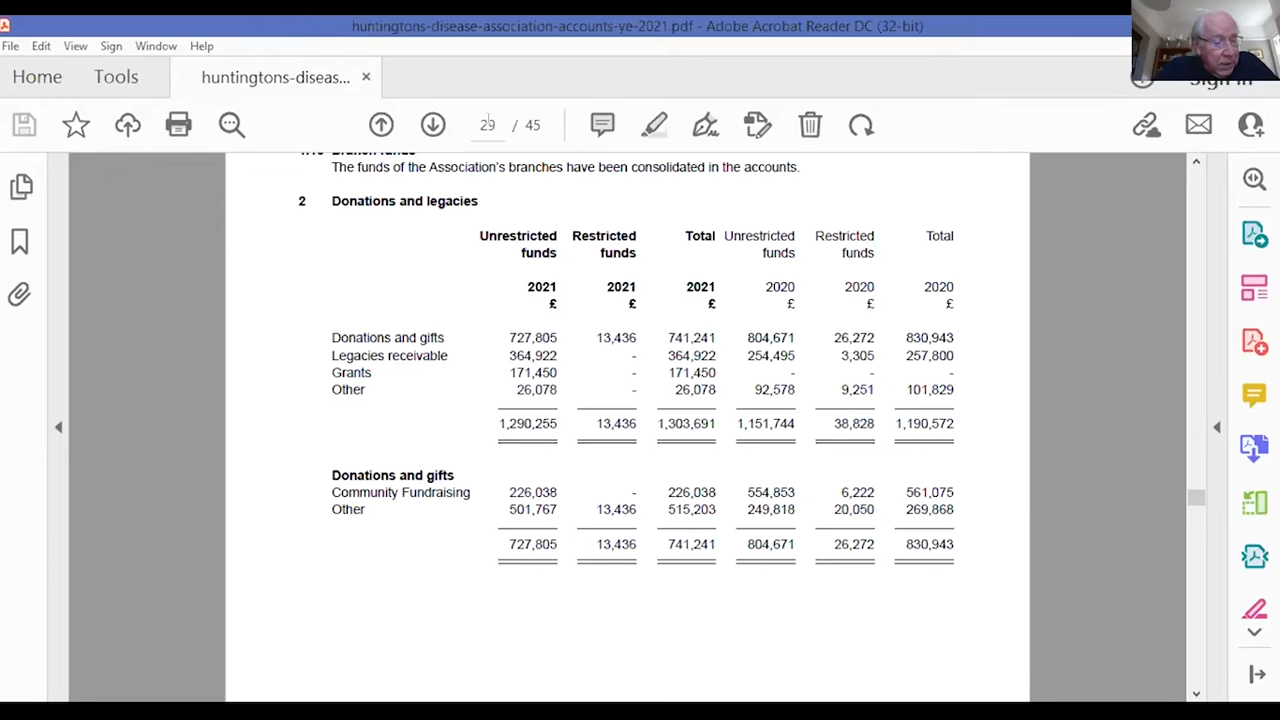 huntingtons-disease-association-accounts-ye-2021.pdf - Adobe Acrobat Reader DC (32-bit)
File Edit View Sign Window Help
Home Tools huntingtons-diseas... ×
29 / 45
The funds of the Association's branches have been consolidated in the accounts.
2 Donations and legacies
Unrestricted Restricted Total Unrestricted Restricted Total
funds funds funds funds
2021 2021 2021 2020 2020 2020
£ £ £ £ £ £
Donations and gifts 727,805 13,436 741,241 804,671 26,272 830,943
Legacies receivable 364,922 - 364,922 254,495 3,305 257,800
Grants 171,450 - 171,450 - - -
Other 26,078 - 26,078 92,578 9,251 101,829
1,290,255 13,436 1,303,691 1,151,744 38,828 1,190,572
Donations and gifts
Community Fundraising 226,038 - 226,038 554,853 6,222 561,075
Other 501,767 13,436 515,203 249,818 20,050 269,868
727,805 13,436 741,241 804,671 26,272 830,943